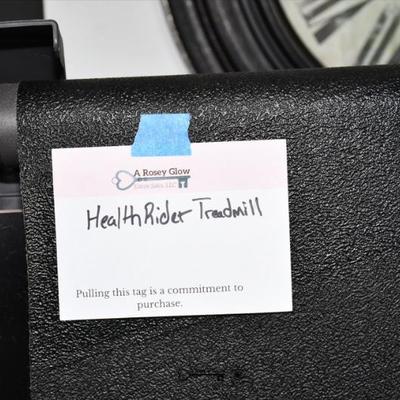 A Rosey Glow
Estate Sales, LLC
HealthRider Treadmill
Pulling this tag is a commitment to
purchase.